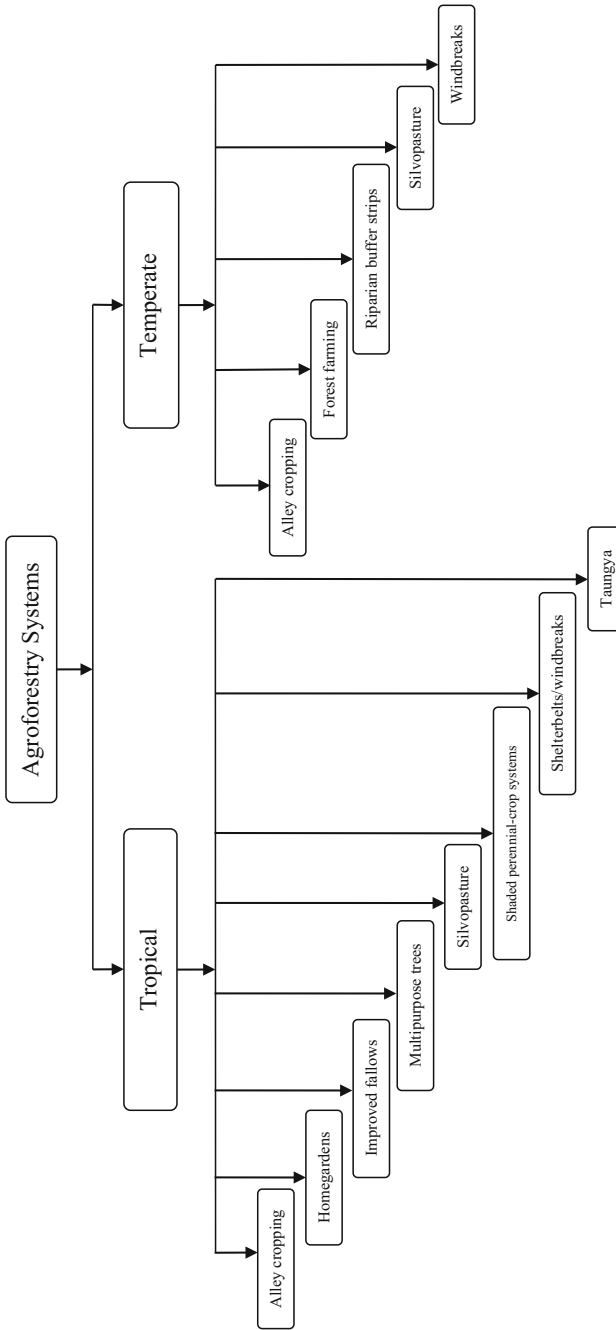 Agroforestry Systems
Tropical
Temperate
Alley cropping
Homegardens
Improved fallows
Multipurpose trees
Silvopasture
Shaded perennial-crop systems
Shelterbelts/windbreaks
Taungya
Alley cropping
Forest farming
Riparian buffer strips
Silvopasture
Windbreaks